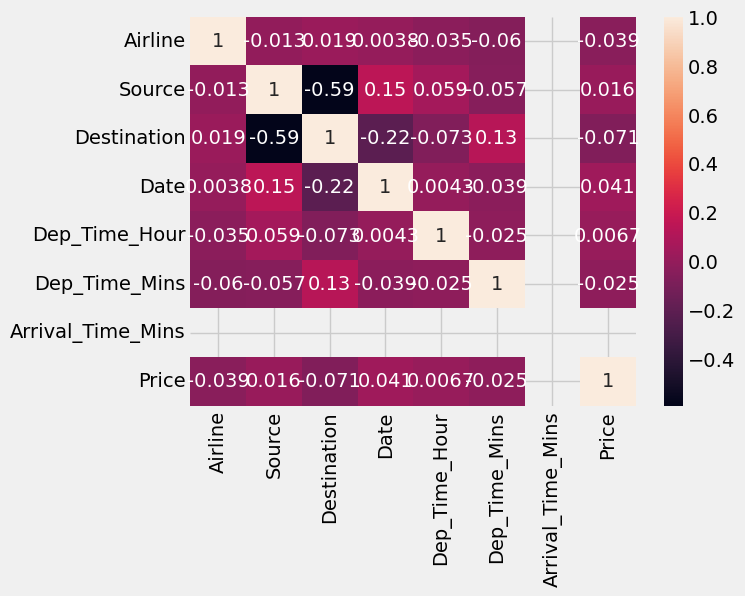 Airline 1 -0.013 0.019 0.0038 -0.035 -0.06 -0.039 1.0
Source -0.013 1 -0.59 0.15 0.059 -0.057 0.016 0.8
Destination 0.019 -0.59 1 -0.22 -0.073 0.13 -0.071 0.6
Date 0.0038 0.15 -0.22 1 0.0043 -0.039 0.041 0.4
Dep_Time_Hour -0.035 0.059 -0.073 0.0043 1 -0.025 0.0067 0.2
Dep_Time_Mins -0.06 -0.057 0.13 -0.039 -0.025 1 -0.025 0.0
Arrival_Time_Mins −0.2
Price -0.039 0.016 -0.071 0.041 0.0067 -0.025 1 −0.4
Airline Source Destination Date Dep_Time_Hour Dep_Time_Mins Arrival_Time_Mins Price